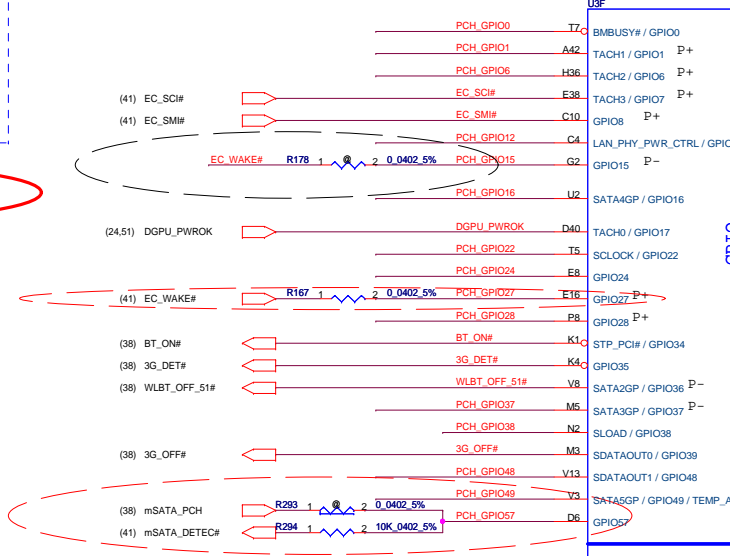 U3F
PCH_GPIO0 T7 BMBUSY# / GPIO0
PCH_GPIO1 A42 TACH1 / GPIO1 P+
PCH_GPIO6 H36 TACH2 / GPIO6 P+
(41) EC_SCI# EC_SCI# E38 TACH3 / GPIO7 P+
(41) EC_SMI# EC_SMI# C10 GPIO8 P+
PCH_GPIO12 C4 LAN_PHY_PWR_CTRL / GPIO
EC_WAKE# R178 1 @ 2 0_0402_5% PCH_GPIO15 G2 GPIO15 P-
PCH_GPIO16 U2 SATA4GP / GPIO16
(24,51) DGPU_PWROK DGPU_PWROK D40 TACH0 / GPIO17
PCH_GPIO22 T5 SCLOCK / GPIO22
PCH_GPIO24 E8 GPIO24
(41) EC_WAKE# R167 1 2 0_0402_5% PCH_GPIO27 E16 GPIO27 P+
PCH_GPIO28 P8 GPIO28 P+
(38) BT_ON# BT_ON# K1 STP_PCI# / GPIO34
(38) 3G_DET# 3G_DET# K4 GPIO35
(38) WLBT_OFF_51# WLBT_OFF_51# V8 SATA2GP / GPIO36 P-
PCH_GPIO37 M5 SATA3GP / GPIO37 P-
PCH_GPIO38 N2 SLOAD / GPIO38
(38) 3G_OFF# 3G_OFF# M3 SDATAOUT0 / GPIO39
PCH_GPIO48 V13 SDATAOUT1 / GPIO48
PCH_GPIO49 V3 SATA5GP / GPIO49 / TEMP_A
(38) mSATA_PCH R293 1 @ 2 0_0402_5%
PCH_GPIO57 D6 GPIO57
(41) mSATA_DETEC# R294 1 2 10K_0402_5%